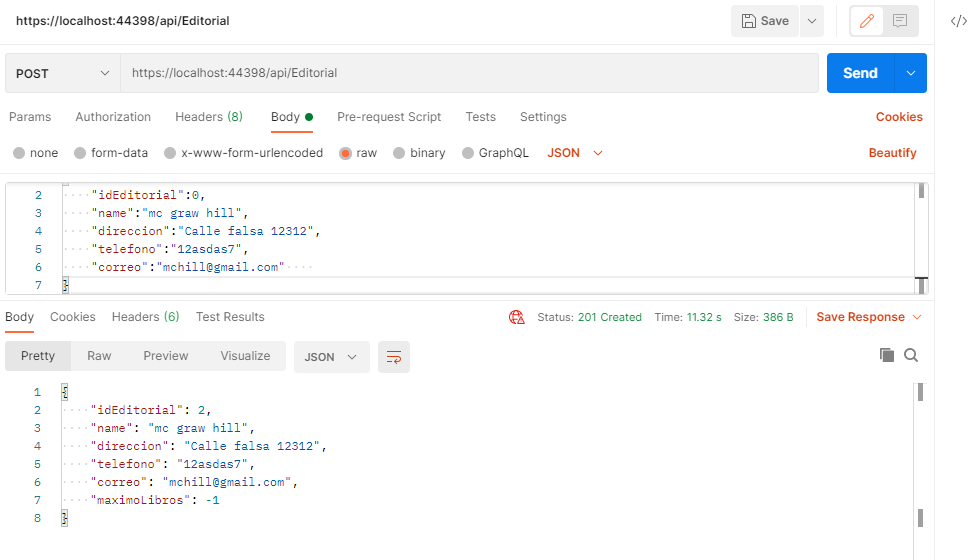 https://localhost:44398/api/Editorial
Save
</>
POST
https://localhost:44398/api/Editorial
Send
Params Authorization Headers (8) Body Pre-request Script Tests Settings Cookies
none form-data x-www-form-urlencoded raw binary GraphQL JSON Beautify
2 "idEditorial":0,
3 "name":"mc graw hill",
4 "direccion":"Calle falsa 12312",
5 "telefono":"12asdas7",
6 "correo":"mchill@gmail.com"
7 }
Body Cookies Headers (6) Test Results Status: 201 Created Time: 11.32 s Size: 386 B Save Response
Pretty Raw Preview Visualize JSON
1 {
2 "idEditorial": 2,
3 "name": "mc graw hill",
4 "direccion": "Calle falsa 12312",
5 "telefono": "12asdas7",
6 "correo": "mchill@gmail.com",
7 "maximoLibros": -1
8 }